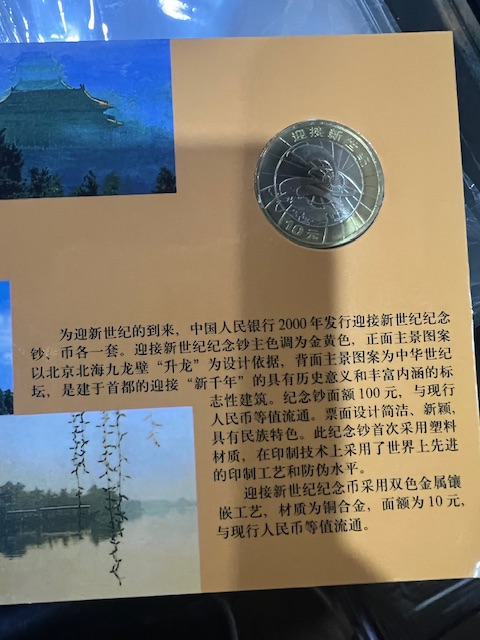 迎接新世纪
10元
为迎新世纪的到来，中国人民银行2000年发行迎接新世纪纪念
钞、币各一套。迎接新世纪纪念钞主色调为金黄色，正面主景图案
以北京北海九龙壁“升龙”为设计依据，背面主景图案为中华世纪
坛，是建于首都的迎接“新千年”的具有历史意义和丰富内涵的标
志性建筑。纪念钞面额100元，与现行
人民币等值流通。票面设计简洁、新颖，
具有民族特色。此纪念钞首次采用塑料
材质，在印制技术上采用了世界上先进
的印制工艺和防伪水平。
迎接新世纪纪念币采用双色金属镶
嵌工艺，材质为铜合金，面额为10元，
与现行人民币等值流通。